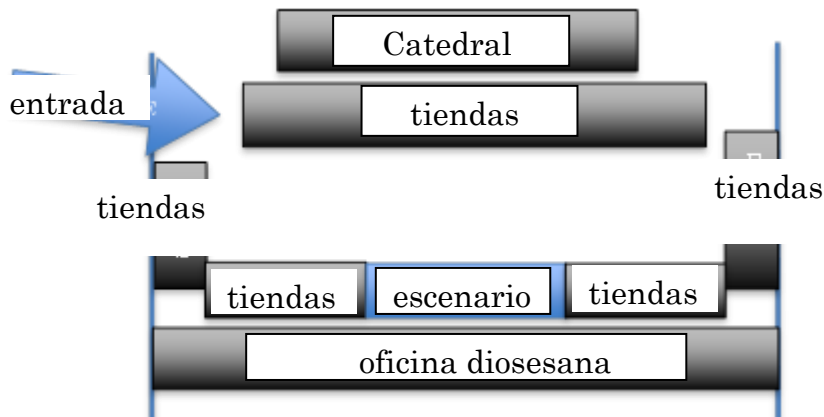 Catedral
entrada
tiendas
tiendas
tiendas
tiendas
escenario
tiendas
oficina diosesana